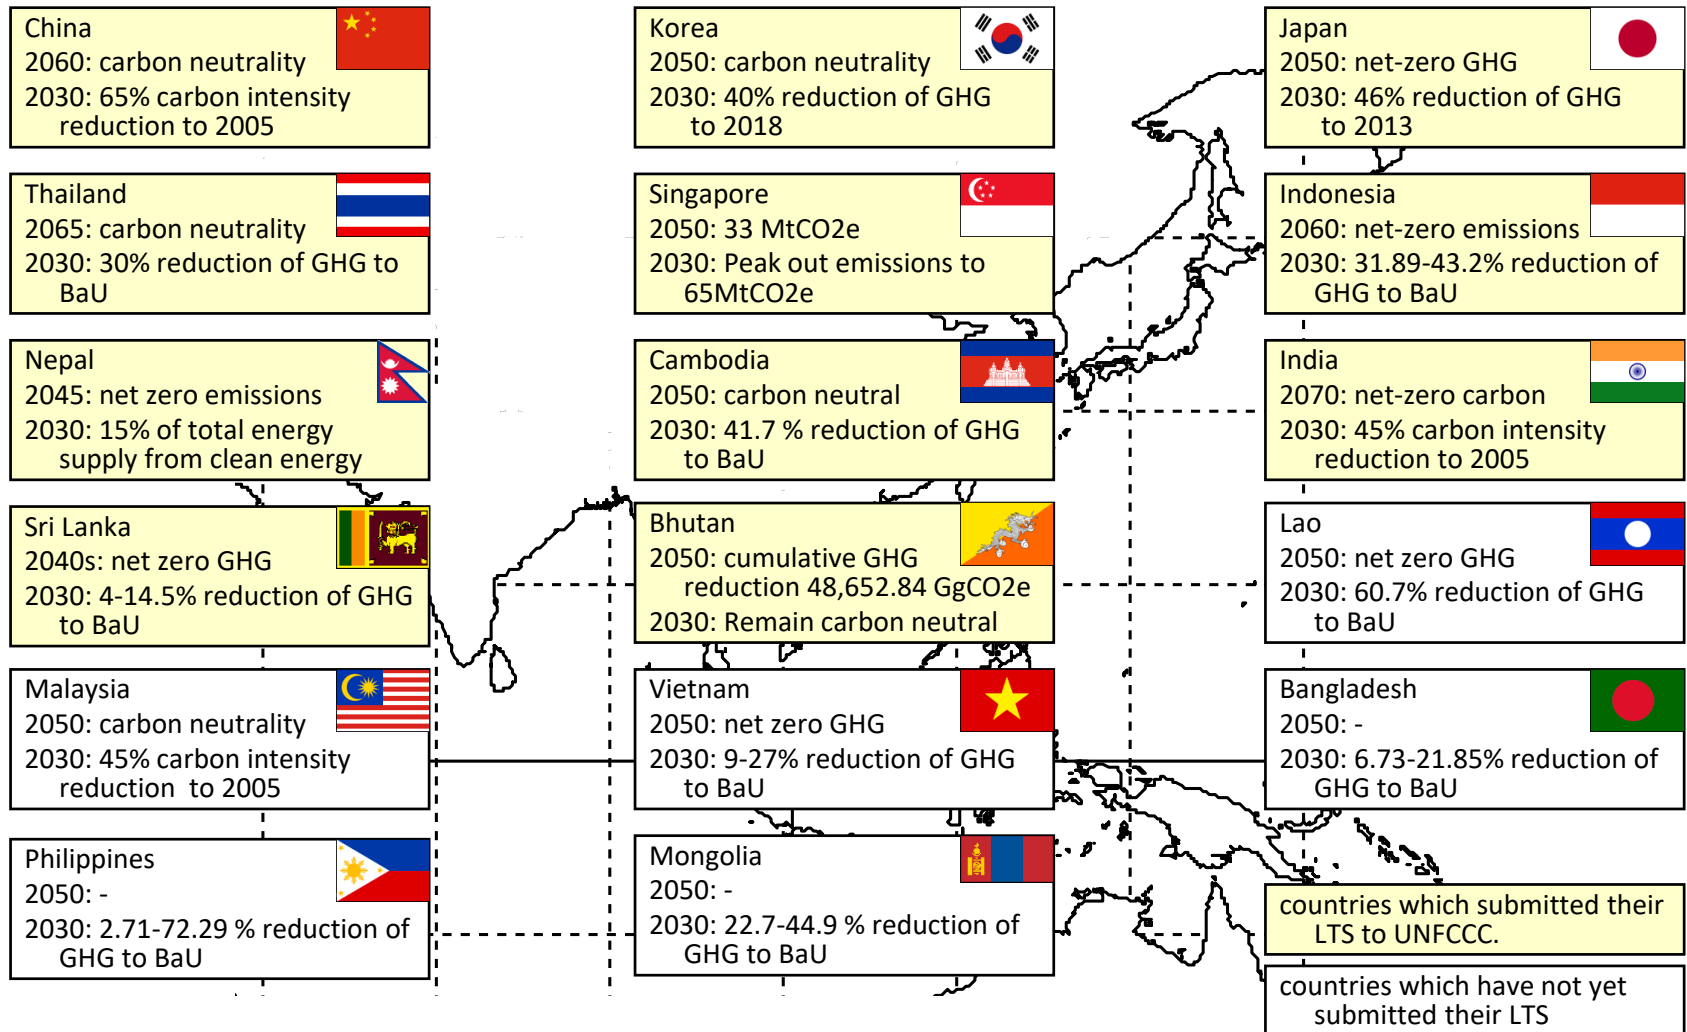 China
2060: carbon neutrality
2030: 65% carbon intensity
reduction to 2005
Korea
2050: carbon neutrality
2030: 40% reduction of GHG
to 2018
Japan
2050: net-zero GHG
2030: 46% reduction of GHG
to 2013
Thailand
2065: carbon neutrality
2030: 30% reduction of GHG to
BaU
Singapore
2050: 33 MtCO2e
2030: Peak out emissions to
65MtCO2e
Indonesia
2060: net-zero emissions
2030: 31.89-43.2% reduction of
GHG to BaU
Nepal
2045: net zero emissions
2030: 15% of total energy
supply from clean energy
Cambodia
2050: carbon neutral
2030: 41.7 % reduction of GHG
to BaU
India
2070: net-zero carbon
2030: 45% carbon intensity
reduction to 2005
Sri Lanka
2040s: net zero GHG
2030: 4-14.5% reduction of GHG
to BaU
Bhutan
2050: cumulative GHG
reduction 48,652.84 GgCO2e
2030: Remain carbon neutral
Lao
2050: net zero GHG
2030: 60.7% reduction of GHG
to BaU
Malaysia
2050: carbon neutrality
2030: 45% carbon intensity
reduction  to 2005
Vietnam
2050: net zero GHG
2030: 9-27% reduction of GHG
to BaU
Bangladesh
2050: -
2030: 6.73-21.85% reduction of
GHG to BaU
Philippines
2050: -
2030: 2.71-72.29 % reduction of
GHG to BaU
Mongolia
2050: -
2030: 22.7-44.9 % reduction of
GHG to BaU
countries which submitted their
LTS to UNFCCC.
countries which have not yet
submitted their LTS